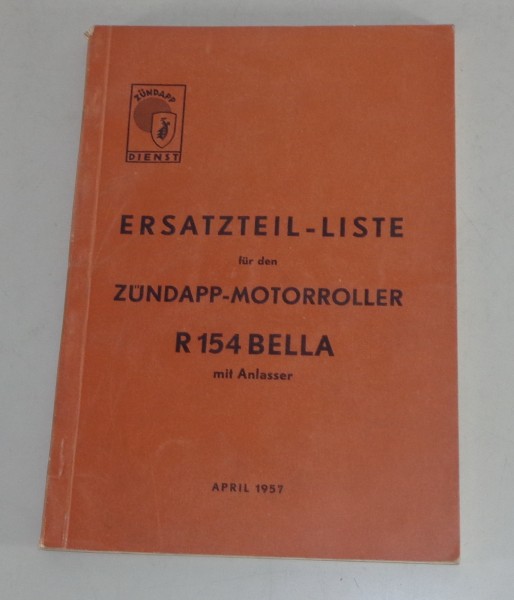 ZÜNDAPP
DIENST
ERSATZTEIL-LISTE
für den
ZÜNDAPP-MOTORROLLER
R 154 BELLA
mit Anlasser
APRIL 1957